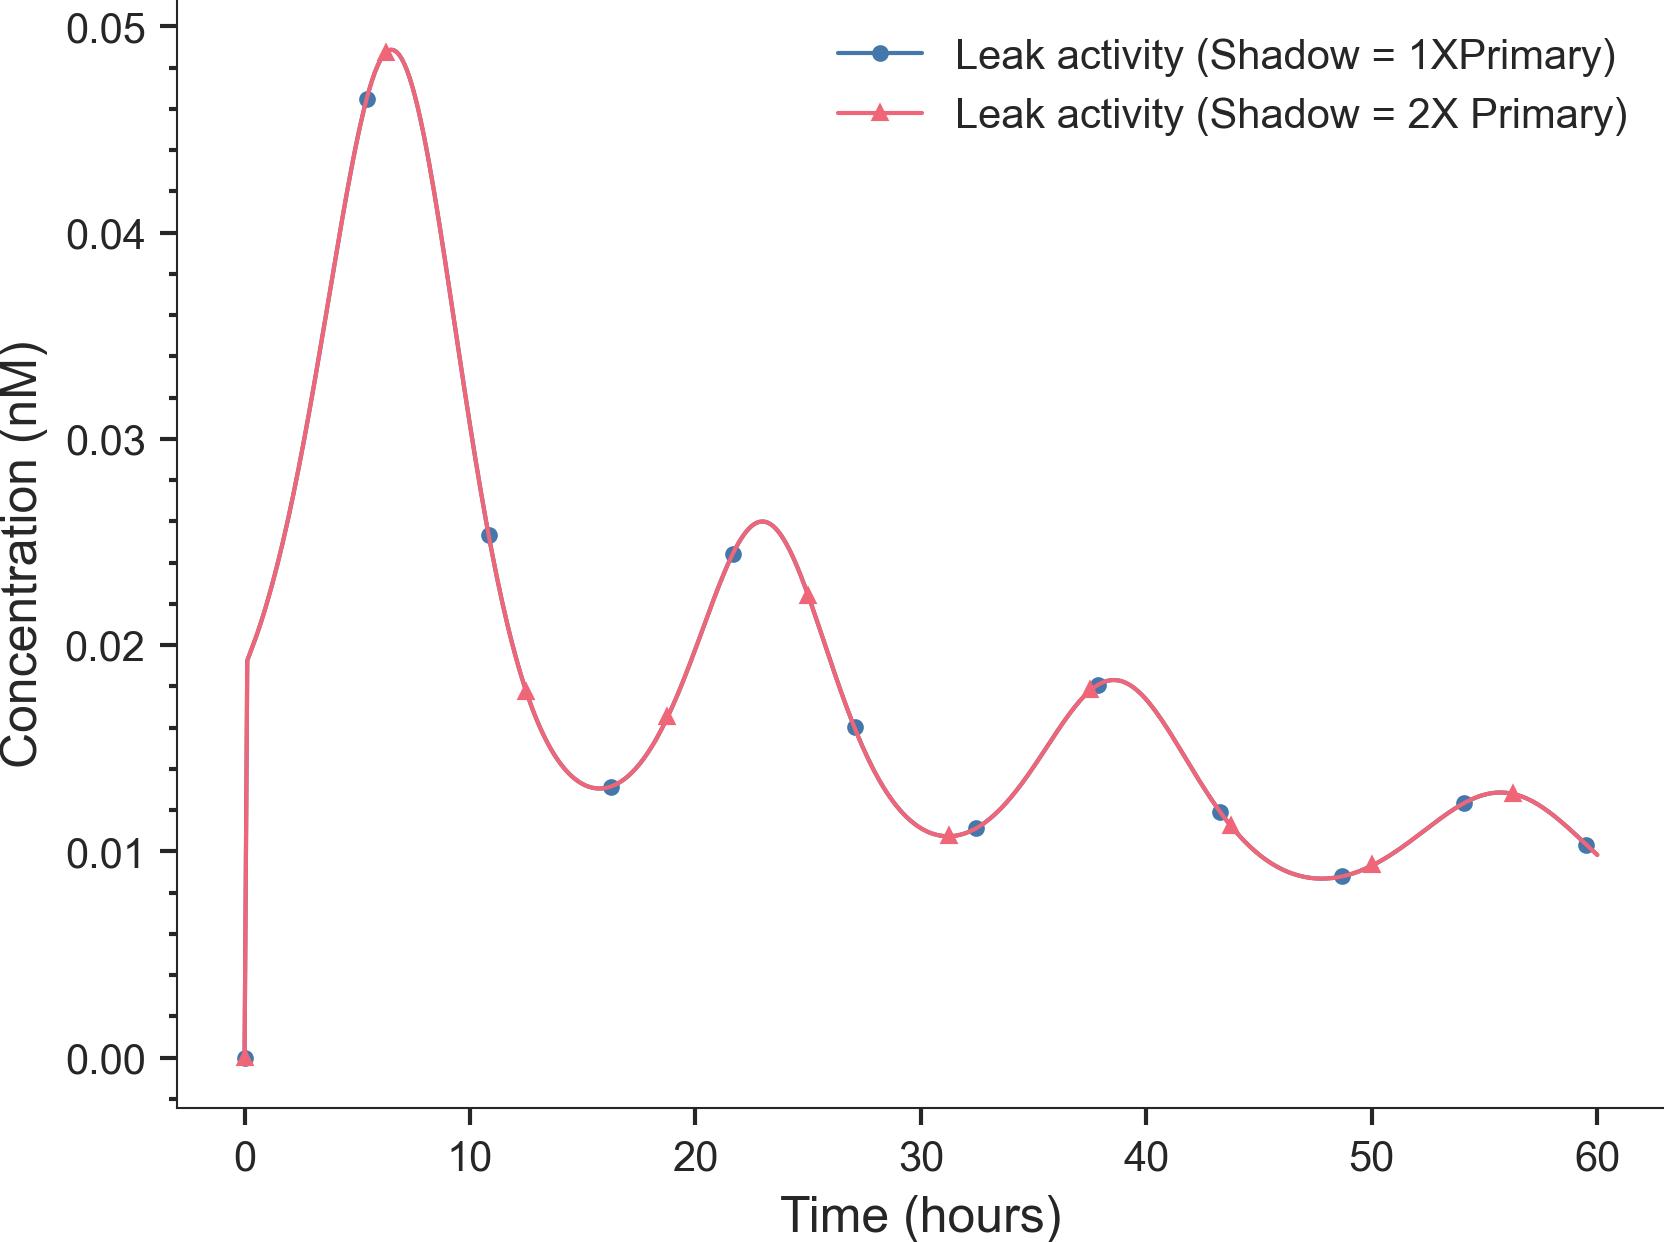 0.05
0.04
0.03
0.02
0.01
0.00
Concentration (nM)
Leak activity (Shadow = 1XPrimary)
Leak activity (Shadow = 2X Primary)
0 10 20 30 40 50 60
Time (hours)